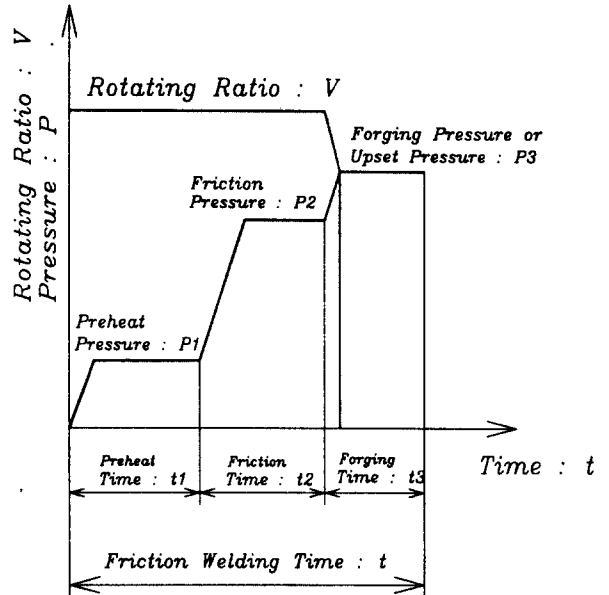 Rotating Ratio : V
Pressure : P
Rotating Ratio : V
Forging Pressure or
Upset Pressure : P3
Friction
Pressure : P2
Preheat
Pressure : P1
Preheat
Time : t1
Friction
Time : t2
Forging
Time : t3
Time : t
Friction Welding Time : t